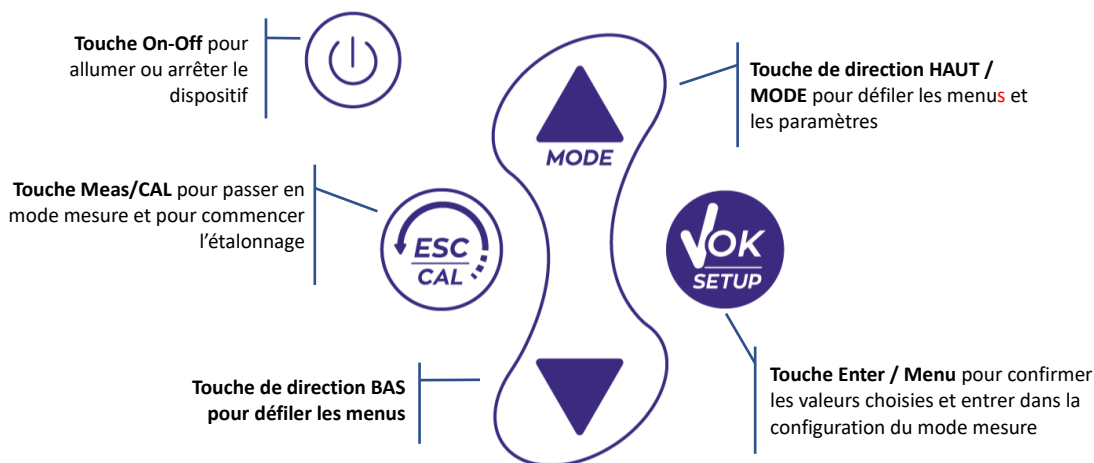 Touche On-Off pour
allumer ou arrêter le
dispositif
MODE
Touche de direction HAUT /
MODE pour défiler les menus et
les paramètres
Touche Meas/CAL pour passer en
mode mesure et pour commencer
l'étalonnage
ESC
CAL
OK
SETUP
Touche de direction BAS
pour défiler les menus
Touche Enter / Menu pour confirmer
les valeurs choisies et entrer dans la
configuration du mode mesure